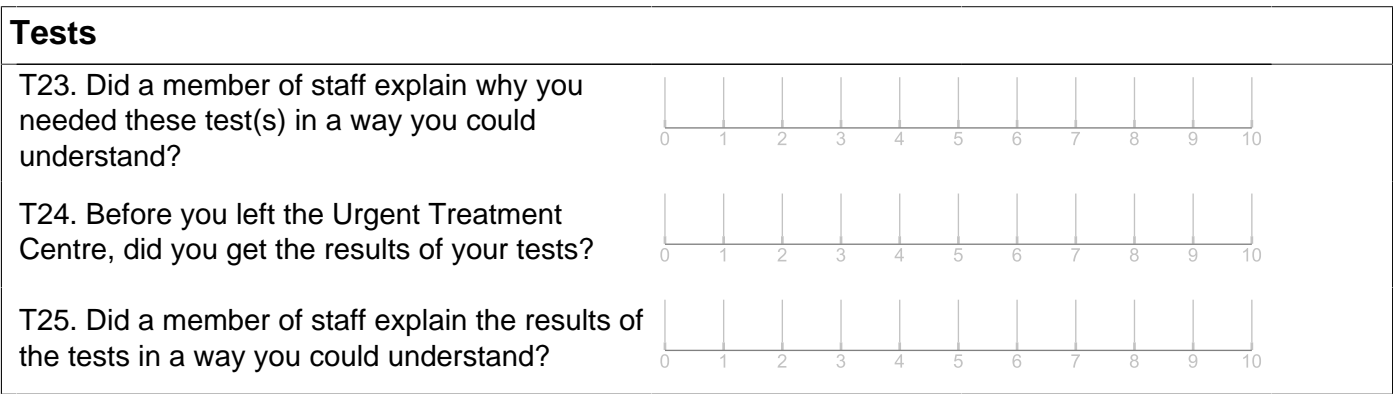 Tests
T23. Did a member of staff explain why you
needed these test(s) in a way you could
understand?
0 1 2 3 4 5 6 7 8 9 10
T24. Before you left the Urgent Treatment
Centre, did you get the results of your tests?
0 1 2 3 4 5 6 7 8 9 10
T25. Did a member of staff explain the results of
the tests in a way you could understand?
0 1 2 3 4 5 6 7 8 9 10